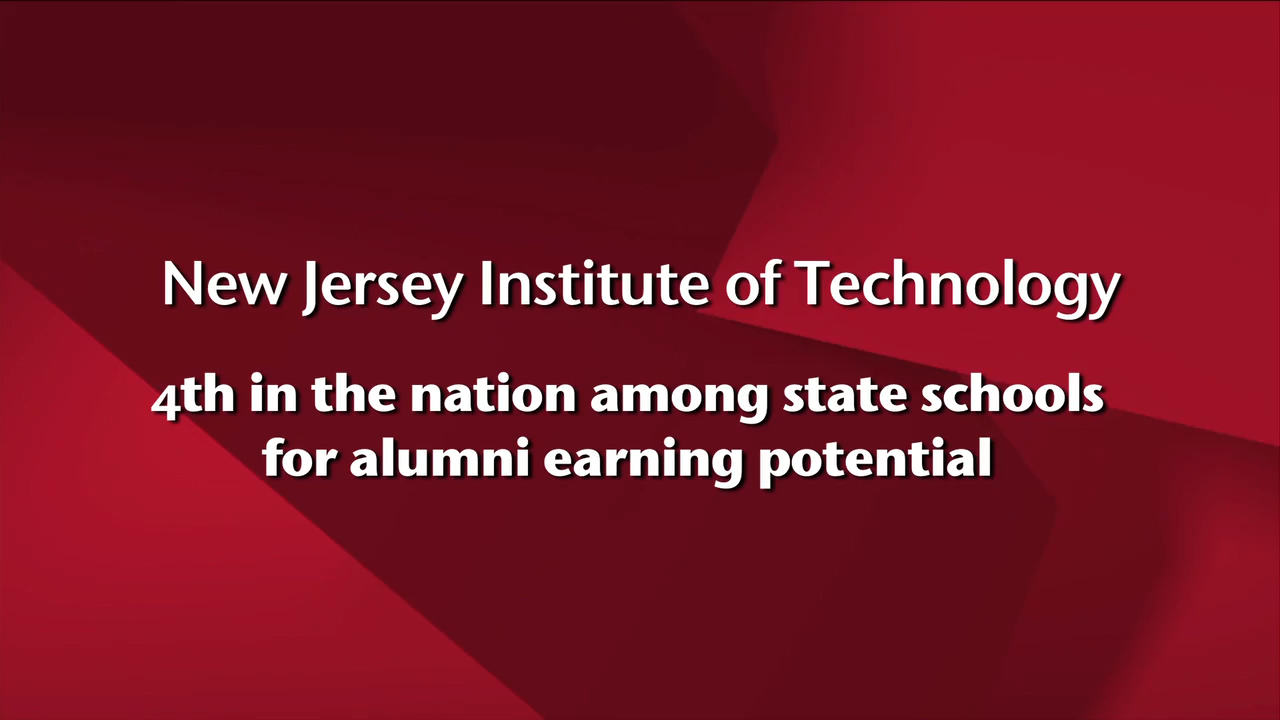 New Jersey Institute of Technology
4th in the nation among state schools
for alumni earning potential